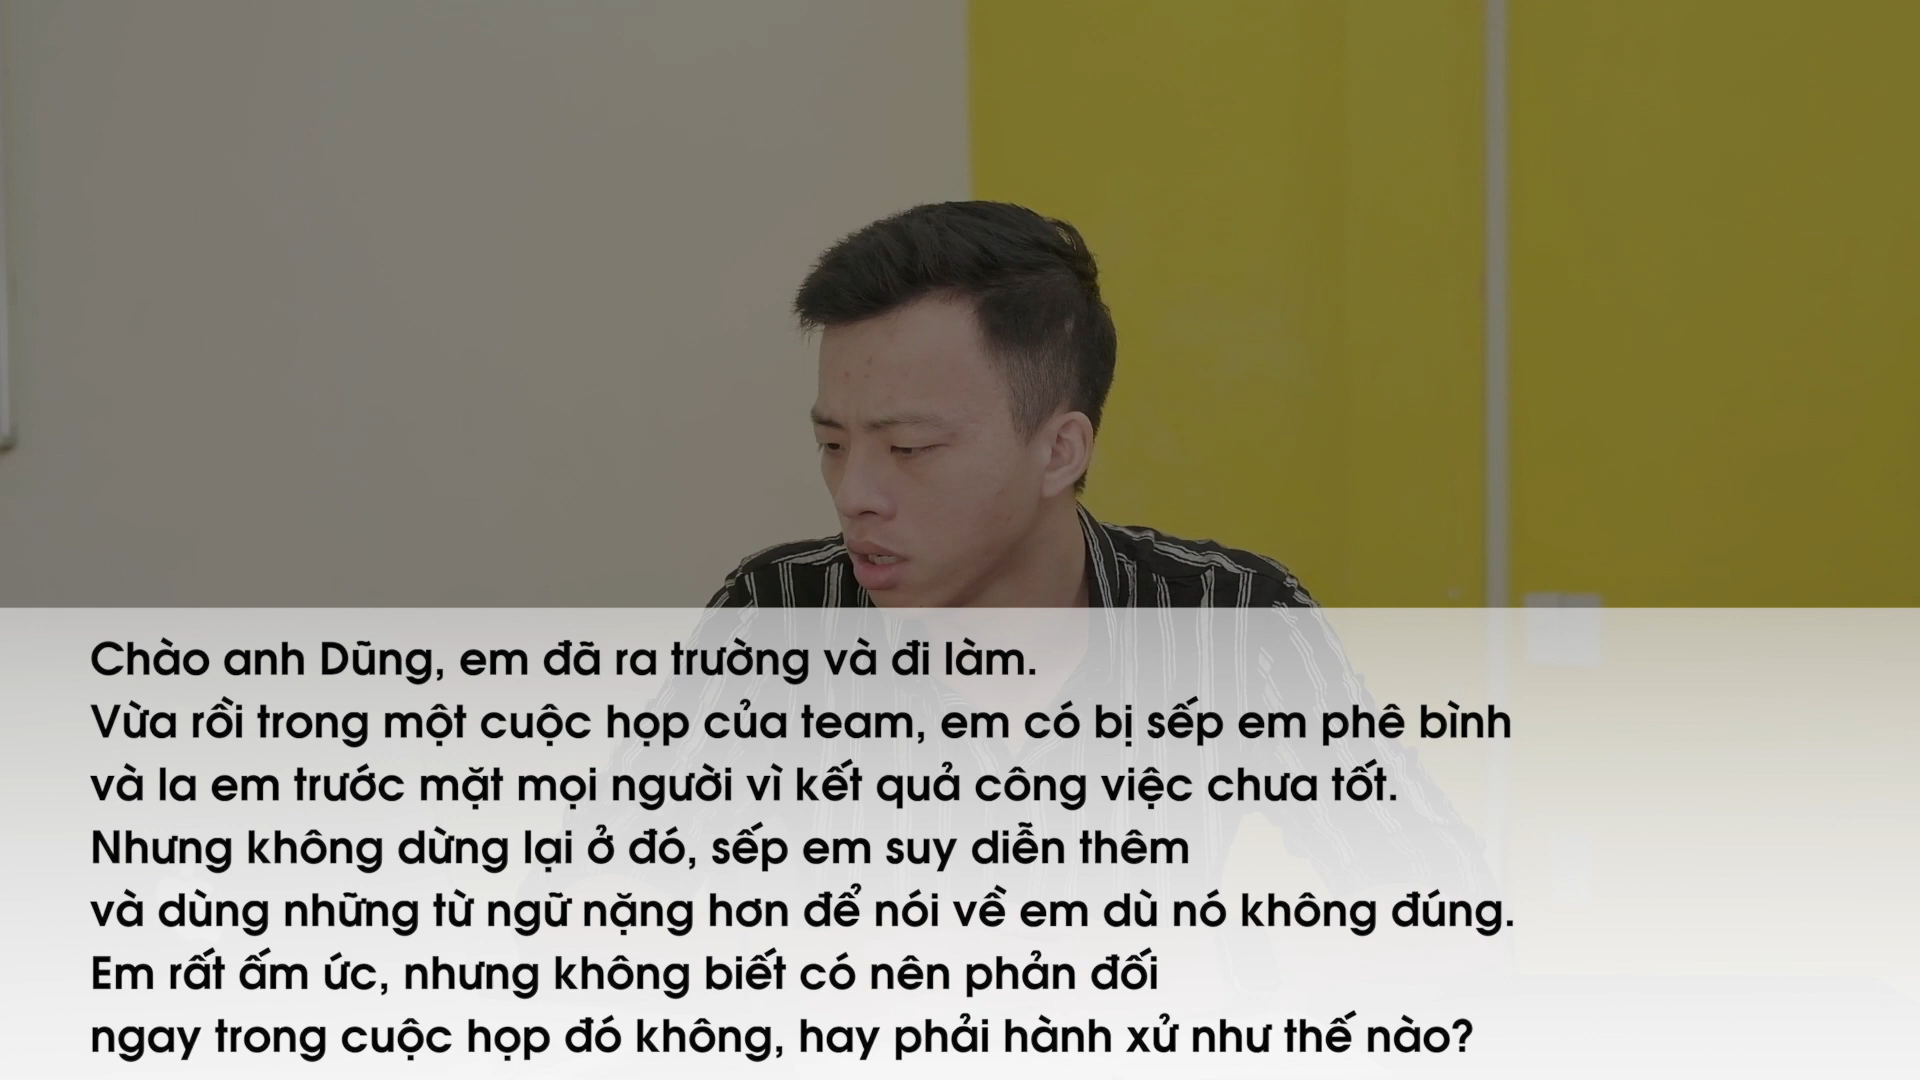 Chào anh Dũng, em đã ra trường và đi làm.
Vừa rồi trong một cuộc họp của team, em có bị sếp em phê bình
và la em trước mặt mọi người vì kết quả công việc chưa tốt.
Nhưng không dừng lại ở đó, sếp em suy diễn thêm
và dùng những từ ngữ nặng hơn để nói về em dù nó không đúng.
Em rất ấm ức, nhưng không biết có nên phản đối
ngay trong cuộc họp đó không, hay phải hành xử như thế nào?